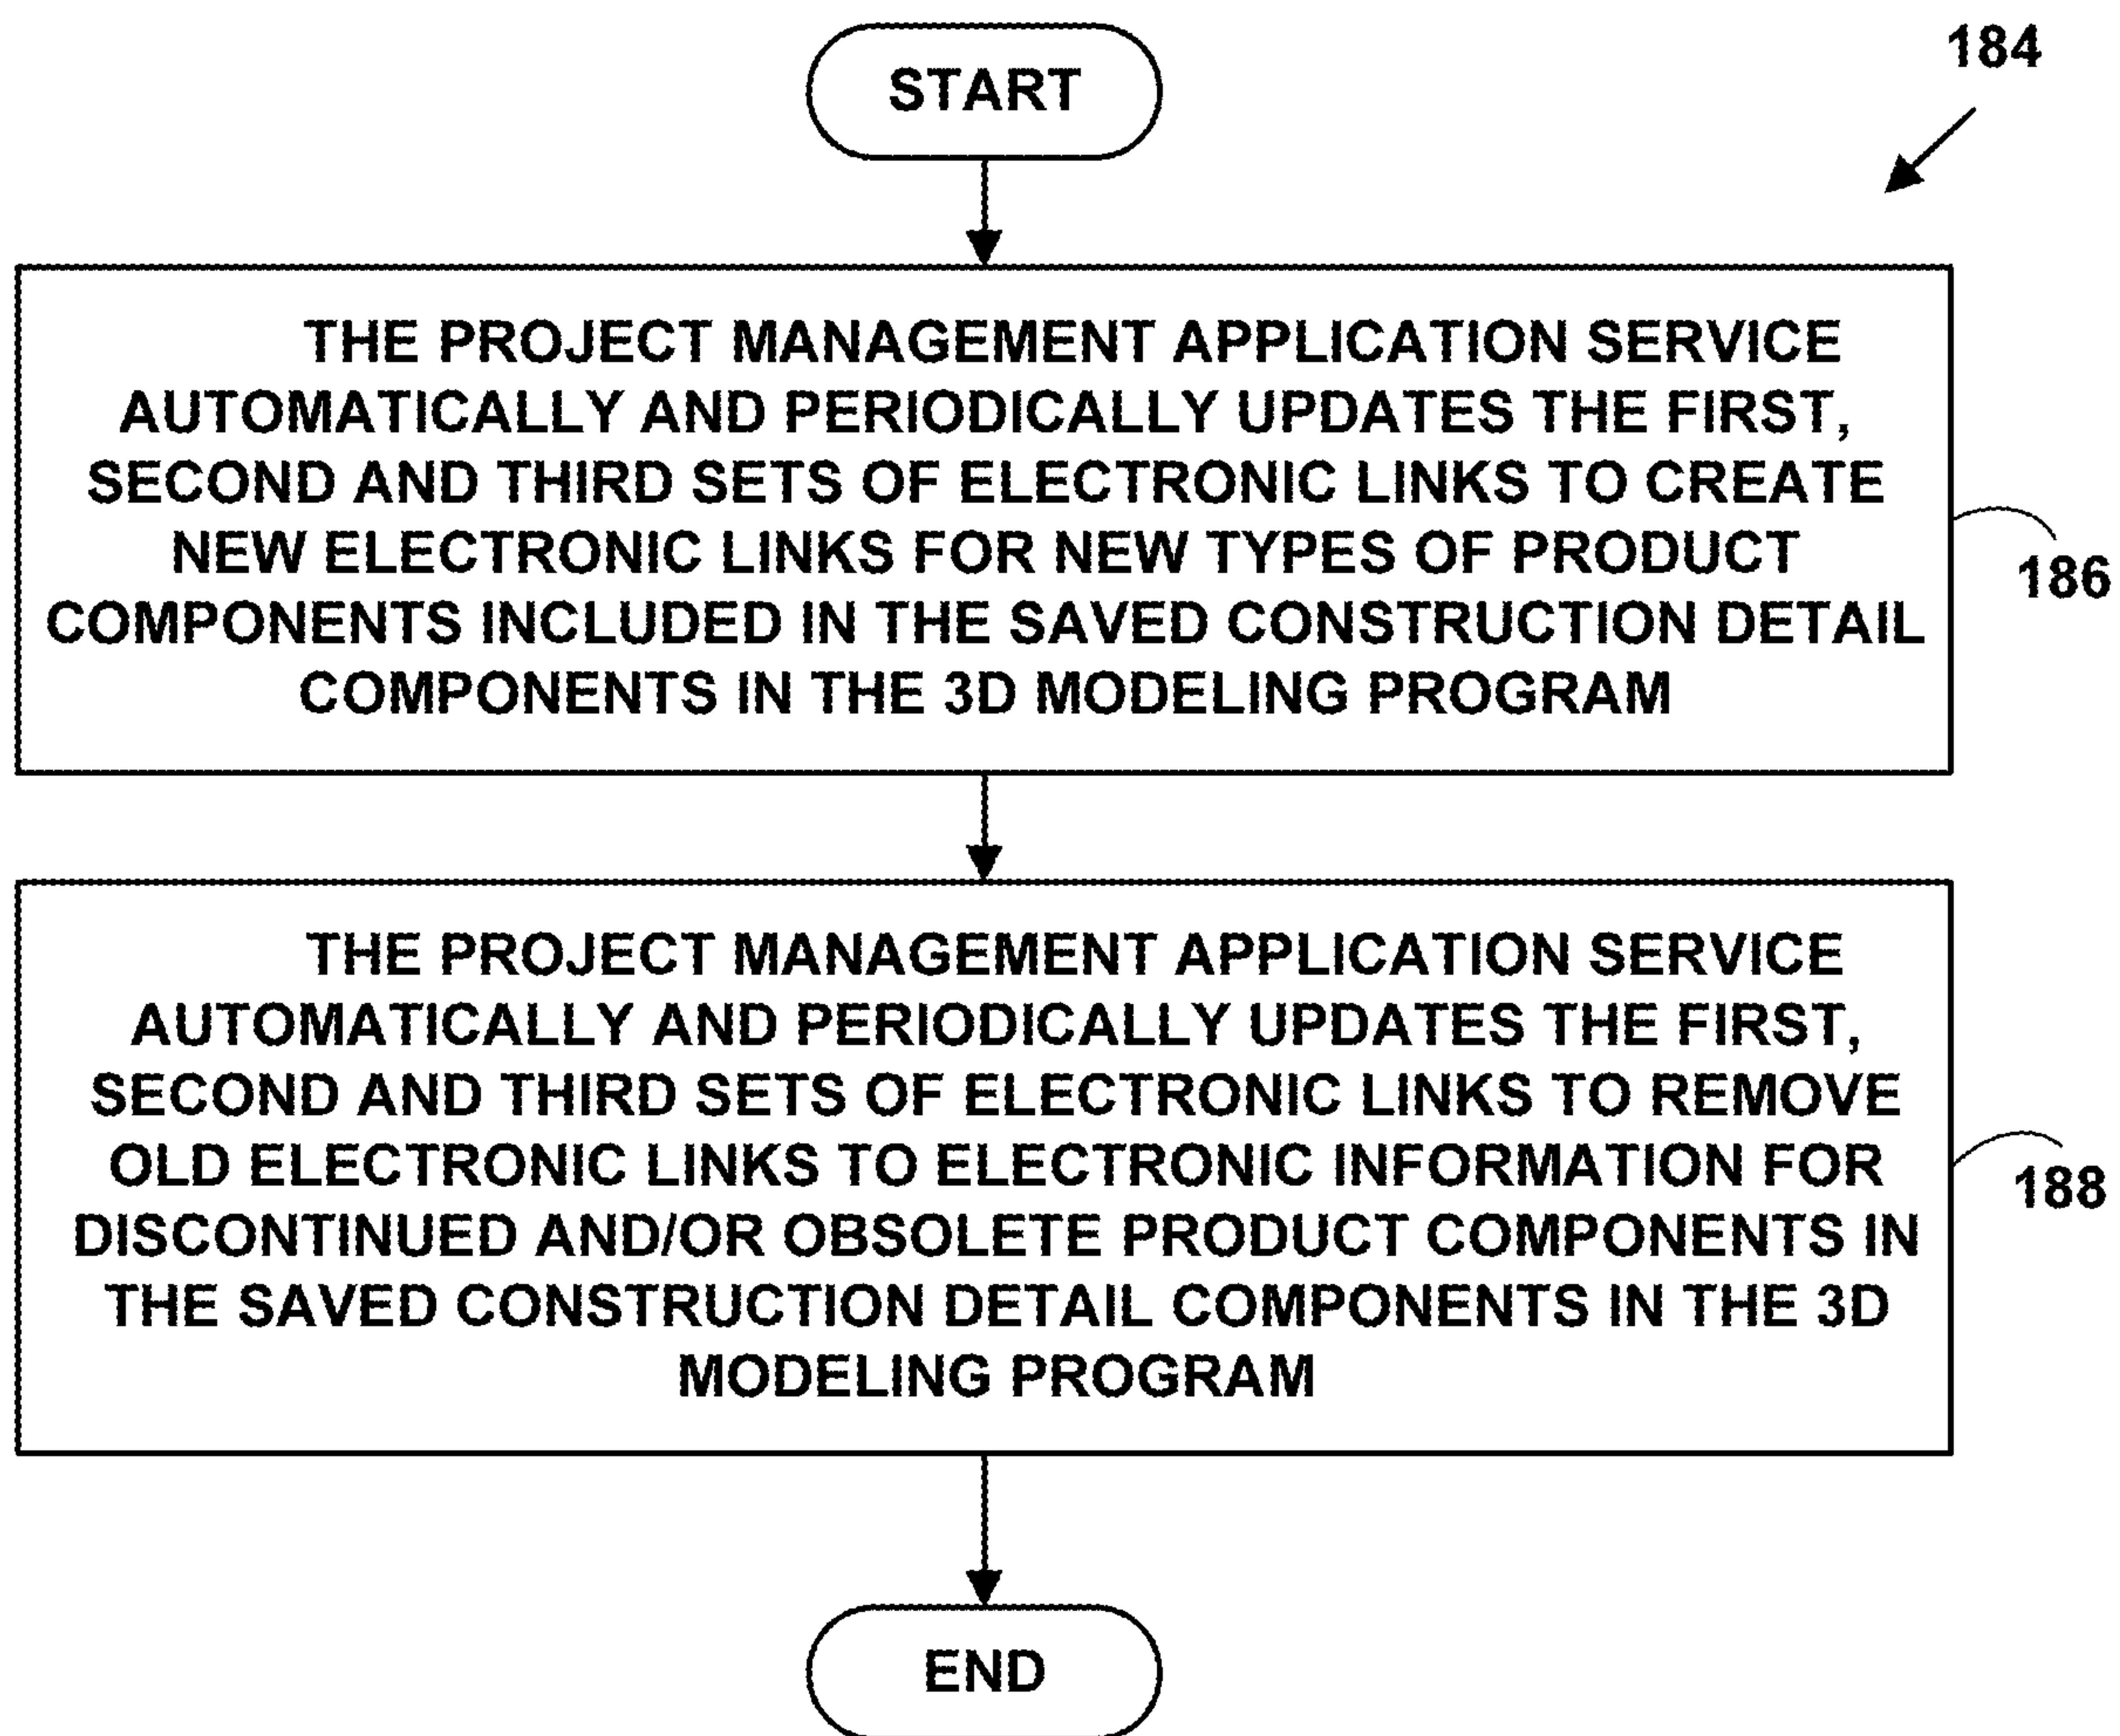 START
184
THE PROJECT MANAGEMENT APPLICATION SERVICE
AUTOMATICALLY AND PERIODICALLY UPDATES THE FIRST,
SECOND AND THIRD SETS OF ELECTRONIC LINKS TO CREATE
NEW ELECTRONIC LINKS FOR NEW TYPES OF PRODUCT
COMPONENTS INCLUDED IN THE SAVED CONSTRUCTION DETAIL
COMPONENTS IN THE 3D MODELING PROGRAM
186
THE PROJECT MANAGEMENT APPLICATION SERVICE
AUTOMATICALLY AND PERIODICALLY UPDATES THE FIRST,
SECOND AND THIRD SETS OF ELECTRONIC LINKS TO REMOVE
OLD ELECTRONIC LINKS TO ELECTRONIC INFORMATION FOR
DISCONTINUED AND/OR OBSOLETE PRODUCT COMPONENTS IN
THE SAVED CONSTRUCTION DETAIL COMPONENTS IN THE 3D
MODELING PROGRAM
188
END